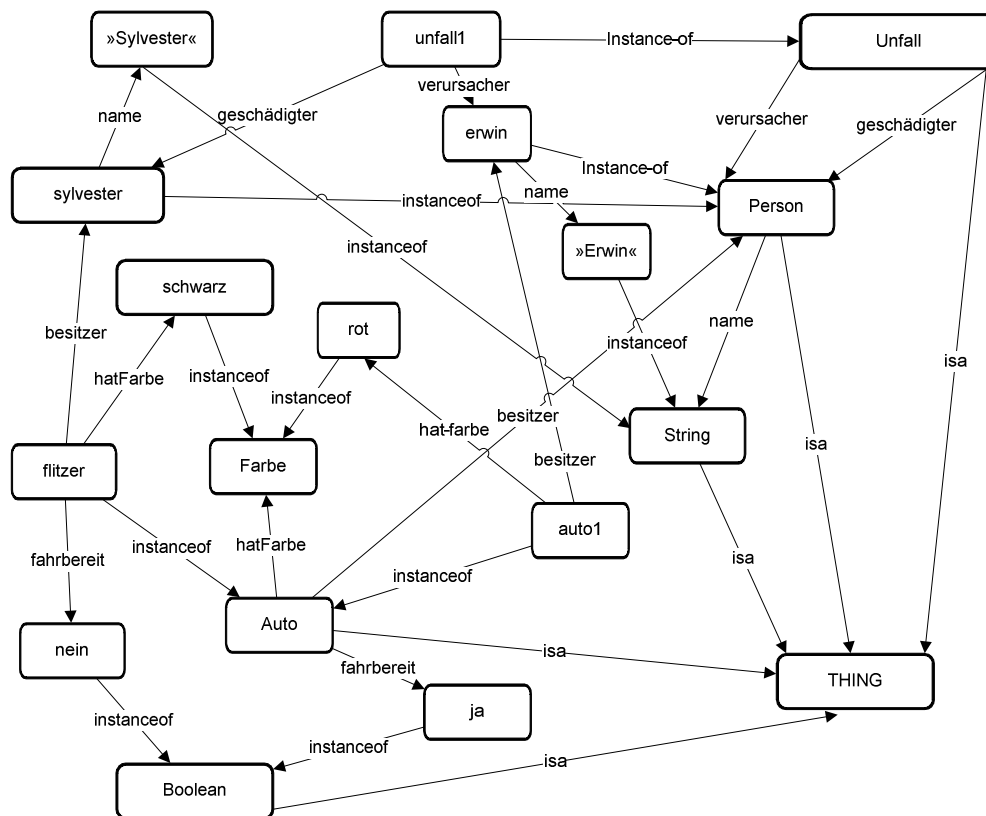 »Sylvester«
unfall1
Instance-of
Unfall
verursacher
name
geschädigter
erwin
verursacher
geschädigter
Instance-of
sylvester
instanceof
name
Person
instanceof
»Erwin«
schwarz
rot
name
besitzer
instanceof
hatFarbe
instanceof
instanceof
isa
besitzer
hat-farbe
String
isa
flitzer
Farbe
besitzer
auto1
fahrbereit
instanceof
hatFarbe
isa
instanceof
Auto
nein
isa
fahrbereit
THING
instanceof
ja
instanceof
isa
Boolean